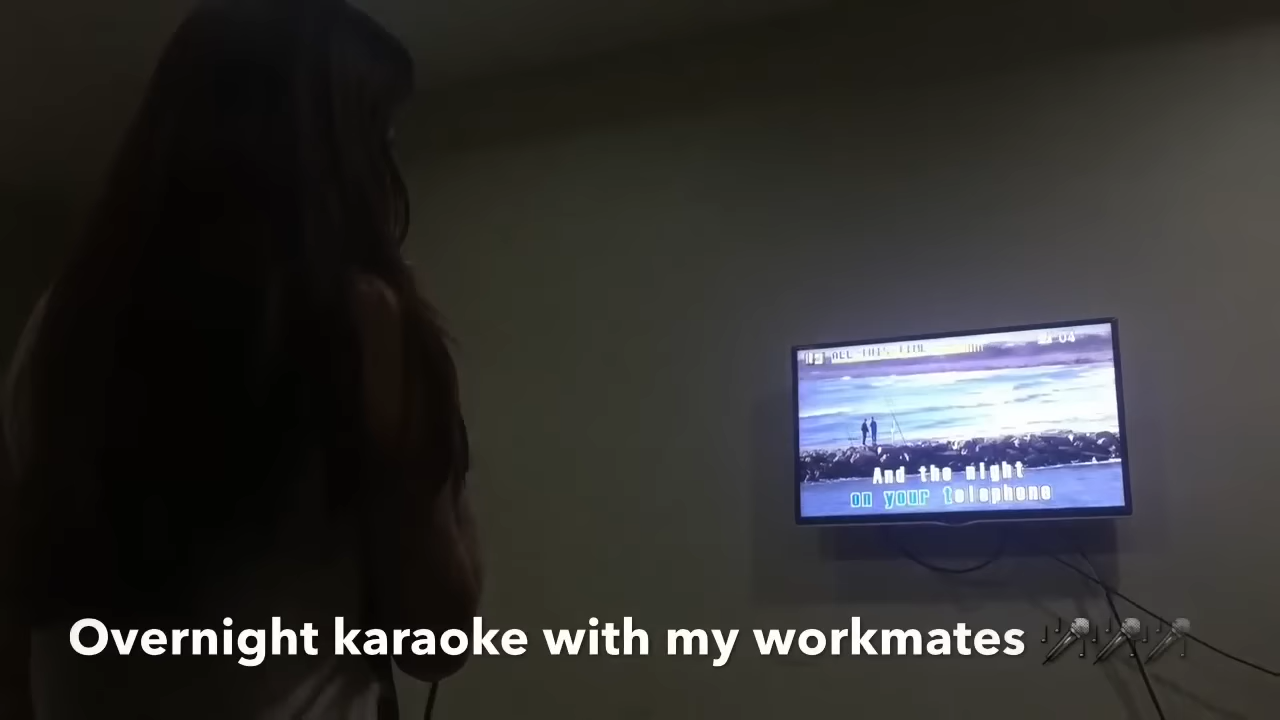 ALL THIS TIME
And the night
on your telephone
Overnight karaoke with my workmates 🎤🎤🎤